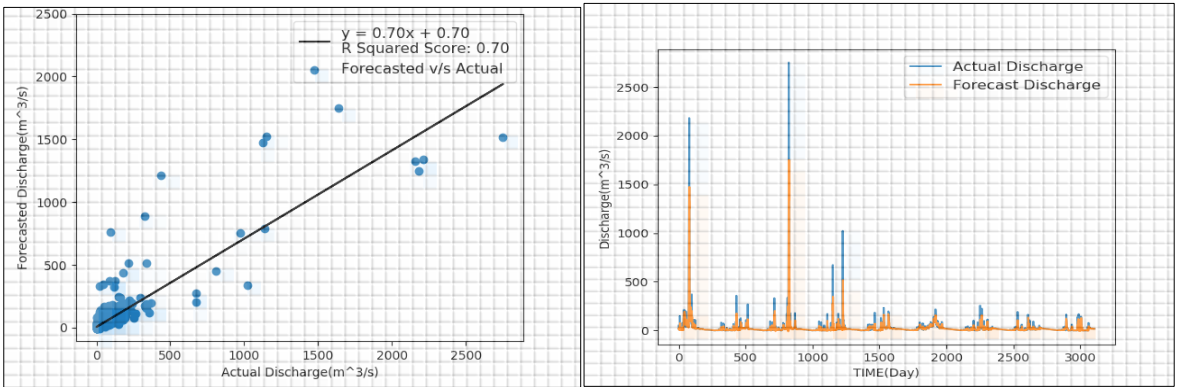 2500
2000
1500
1000
500
0
Forecasted Discharge(m^3/s)
y = 0.70x + 0.70
R Squared Score: 0.70
Forecasted v/s Actual
0 500 1000 1500 2000 2500
Actual Discharge(m^3/s)
2500
2000
1500
1000
500
0
Discharge(m^3/s)
Actual Discharge
Forecast Discharge
0 500 1000 1500 2000 2500 3000
TIME(Day)